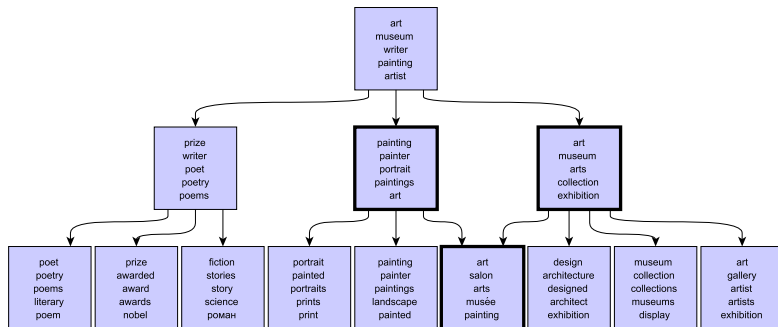 art
museum
writer
painting
artist
prize
writer
poet
poetry
poems
painting
painter
portrait
paintings
art
art
museum
arts
collection
exhibition
poet
poetry
poems
literary
poem
prize
awarded
award
awards
nobel
fiction
stories
story
science
роман
portrait
painted
portraits
prints
print
painting
painter
paintings
landscape
painted
art
salon
arts
musée
painting
design
architecture
designed
architect
exhibition
museum
collection
collections
museums
display
art
gallery
artist
artists
exhibition